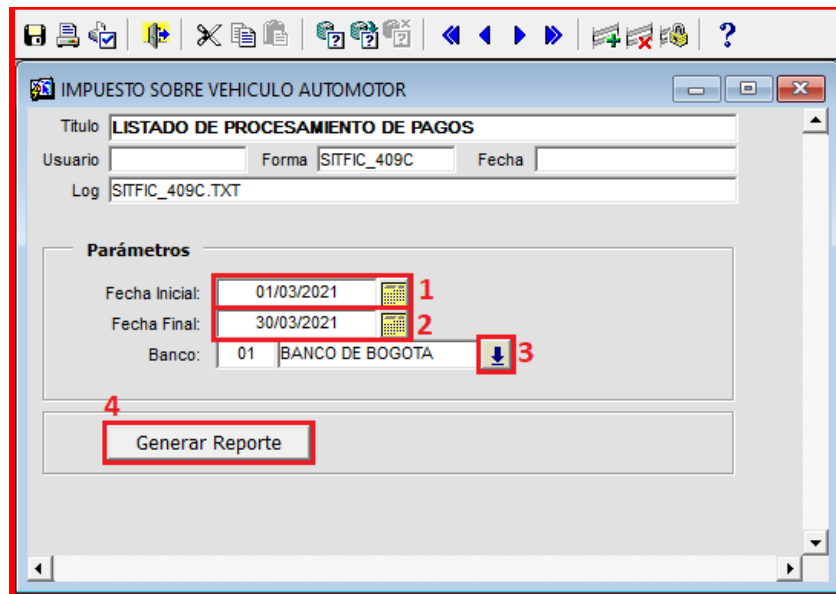 IMPUESTO SOBRE VEHICULO AUTOMOTOR
Titulo LISTADO DE PROCESAMIENTO DE PAGOS
Usuario Forma SITFIC_409C Fecha
Log SITFIC_409C.TXT
Parámetros
Fecha Inicial: 01/03/2021 1
Fecha Final: 30/03/2021 2
Banco: 01 BANCO DE BOGOTA 3
4
Generar Reporte